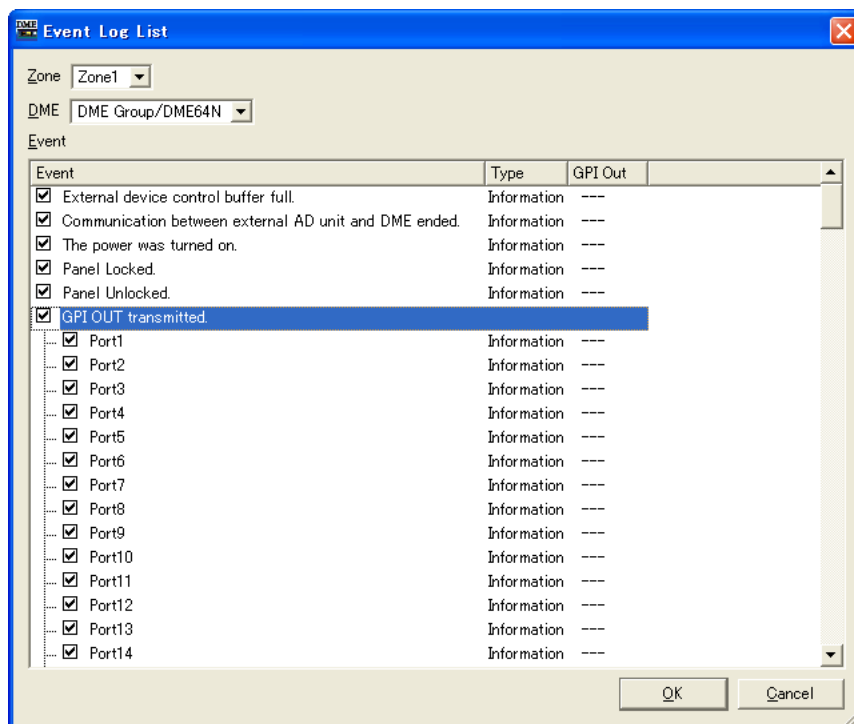 DME Event Log List
Zone Zone1
DME DME Group/DME64N
Event
Event Type GPI Out
External device control buffer full. Information ---
Communication between external AD unit and DME ended. Information ---
The power was turned on. Information ---
Panel Locked. Information ---
Panel Unlocked. Information ---
GPI OUT transmitted.
Port1 Information ---
Port2 Information ---
Port3 Information ---
Port4 Information ---
Port5 Information ---
Port6 Information ---
Port7 Information ---
Port8 Information ---
Port9 Information ---
Port10 Information ---
Port11 Information ---
Port12 Information ---
Port13 Information ---
Port14 Information ---
OK Cancel